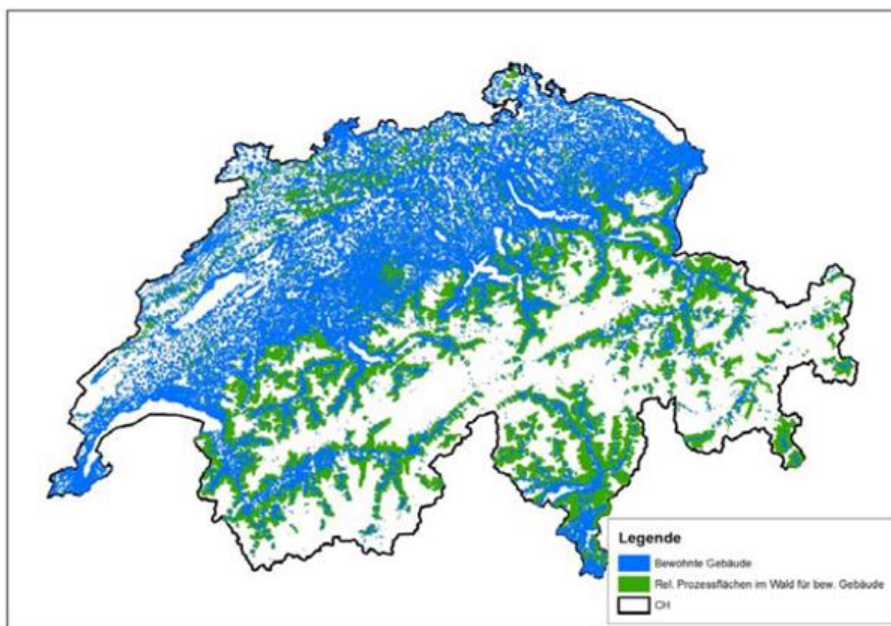 Legende
Bewohnte Gebäude
Rel. Prozessflächen im Wald für bew. Gebäude
CH